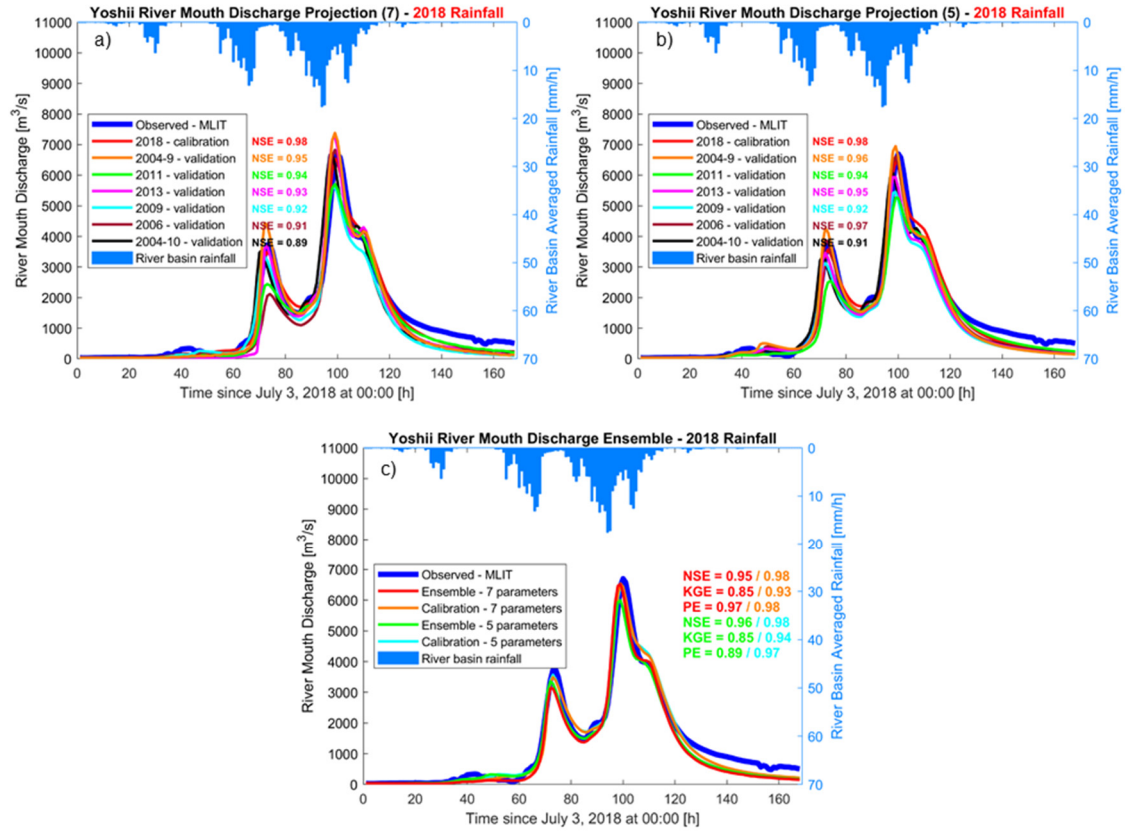 Yoshii River Mouth Discharge Projection (7) - 2018 Rainfall
a)
River Mouth Discharge [m³/s]
11000
10000
9000
8000
7000
6000
5000
4000
3000
2000
1000
0
Observed - MLIT
2018 - calibration NSE = 0.98
2004-9 - validation NSE = 0.95
2011 - validation NSE = 0.94
2013 - validation NSE = 0.93
2009 - validation NSE = 0.92
2006 - validation NSE = 0.91
2004-10 - validation NSE = 0.89
River basin rainfall
0
10
20
30
40
50
60
70
River Basin Averaged Rainfall [mm/h]
0 20 40 60 80 100 120 140 160
Time since July 3, 2018 at 00:00 [h]
Yoshii River Mouth Discharge Projection (5) - 2018 Rainfall
b)
River Mouth Discharge [m³/s]
11000
10000
9000
8000
7000
6000
5000
4000
3000
2000
1000
0
Observed - MLIT
2018 - calibration NSE = 0.98
2004-9 - validation NSE = 0.96
2011 - validation NSE = 0.94
2013 - validation NSE = 0.95
2009 - validation NSE = 0.92
2006 - validation NSE = 0.97
2004-10 - validation NSE = 0.91
River basin rainfall
0
10
20
30
40
50
60
70
River Basin Averaged Rainfall [mm/h]
0 20 40 60 80 100 120 140 160
Time since July 3, 2018 at 00:00 [h]
Yoshii River Mouth Discharge Ensemble - 2018 Rainfall
c)
River Mouth Discharge [m³/s]
11000
10000
9000
8000
7000
6000
5000
4000
3000
2000
1000
0
Observed - MLIT
Ensemble - 7 parameters
Calibration - 7 parameters
Ensemble - 5 parameters
Calibration - 5 parameters
River basin rainfall
NSE = 0.95 / 0.98
KGE = 0.85 / 0.93
PE = 0.97 / 0.98
NSE = 0.96 / 0.98
KGE = 0.85 / 0.94
PE = 0.89 / 0.97
0
10
20
30
40
50
60
70
River Basin Averaged Rainfall [mm/h]
0 20 40 60 80 100 120 140 160
Time since July 3, 2018 at 00:00 [h]